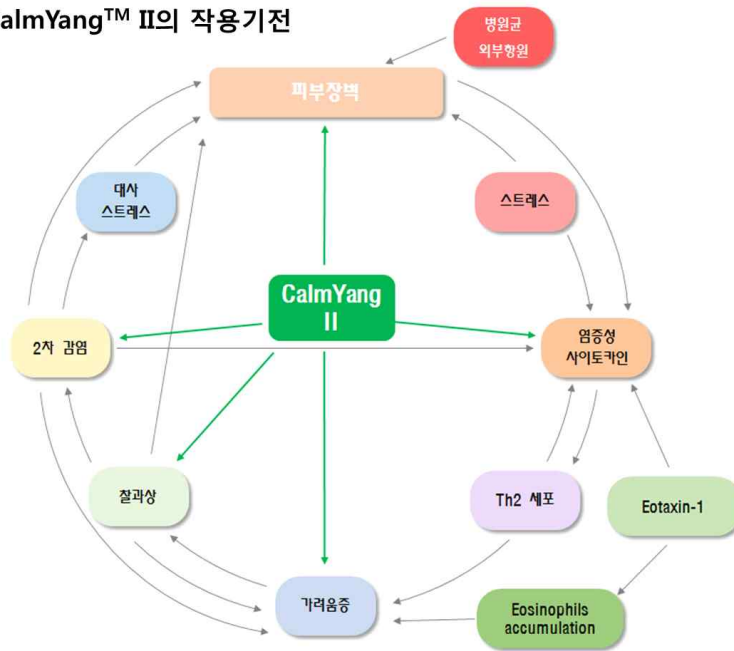 almYang™ II의 작용기전
병원균
외부항원
피부장벽
대사
스트레스
스트레스
CalmYang
II
2차 감염
염증성
사이토카인
찰과상
Th2 세포
Eotaxin-1
가려움증
Eosinophils
accumulation